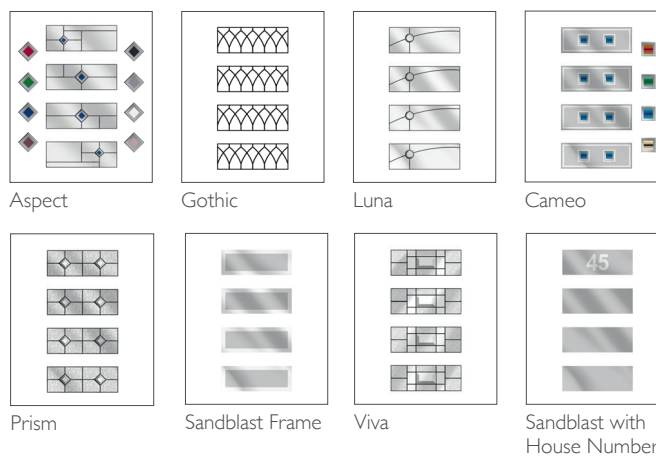 Aspect
Gothic
Luna
Cameo
45
Prism
Sandblast Frame
Viva
Sandblast with
House Number